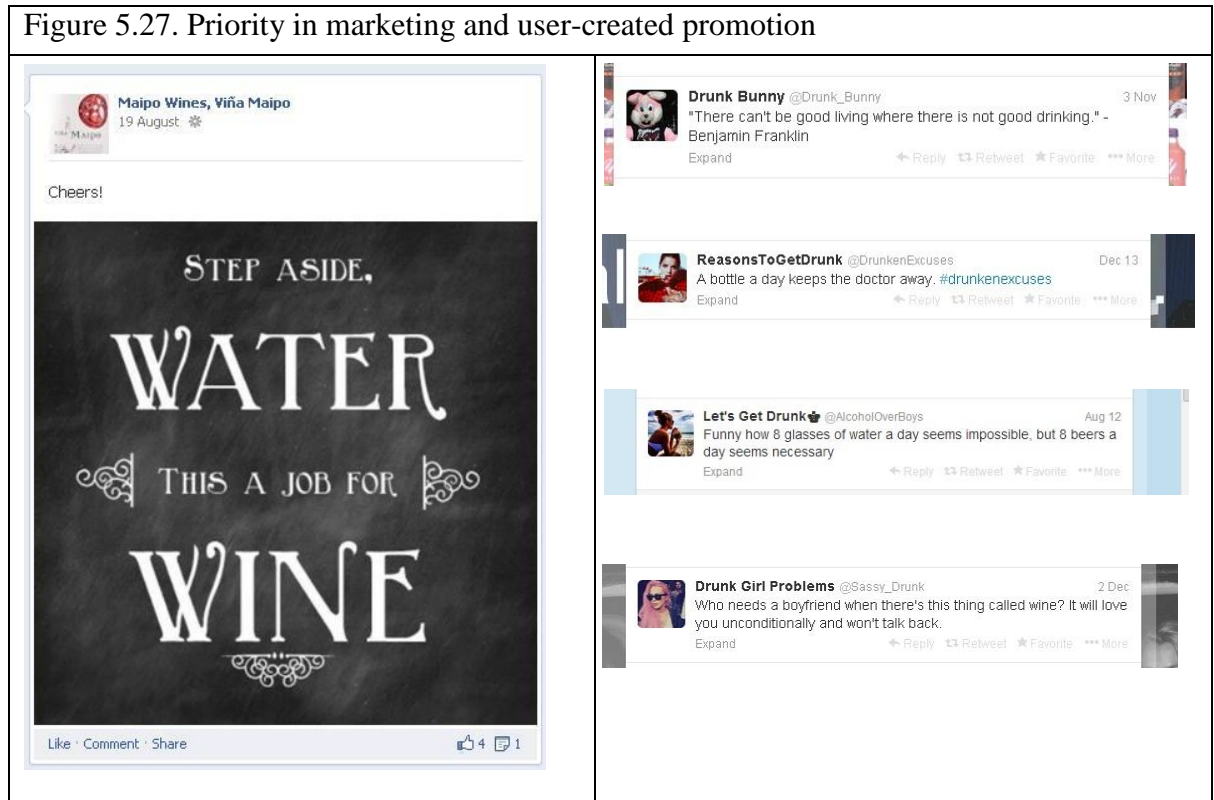 Figure 5.27. Priority in marketing and user-created promotion
Maipo Wines, Viña Maipo
19 August
Cheers!
STEP ASIDE,
WATER
THIS A JOB FOR
WINE
Like · Comment · Share
4 1
Drunk Bunny @Drunk_Bunny 3 Nov
"There can't be good living where there is not good drinking." -
Benjamin Franklin
Expand Reply Retweet Favorite More
ReasonsToGetDrunk @DrunkenExcuses Dec 13
A bottle a day keeps the doctor away. #drunkenexcuses
Expand Reply Retweet Favorite More
Let's Get Drunk @AlcoholOverBoys Aug 12
Funny how 8 glasses of water a day seems impossible, but 8 beers a
day seems necessary
Expand Reply Retweet Favorite More
Drunk Girl Problems @Sassy_Drunk 2 Dec
Who needs a boyfriend when there's this thing called wine? It will love
you unconditionally and won't talk back.
Expand Reply Retweet Favorite More